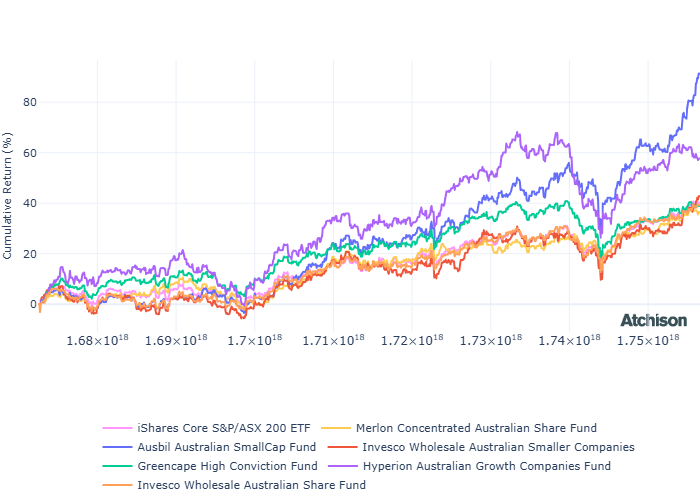 Cumulative Return (%)
80
60
40
20
0
Atchison
1.68×10¹⁸ 1.69×10¹⁸ 1.70×10¹⁸ 1.71×10¹⁸ 1.72×10¹⁸ 1.73×10¹⁸ 1.74×10¹⁸ 1.75×10¹⁸
iShares Core S&P/ASX 200 ETF Merlon Concentrated Australian Share Fund
Ausbil Australian SmallCap Fund Invesco Wholesale Australian Smaller Companies
Greencape High Conviction Fund Hyperion Australian Growth Companies Fund
Invesco Wholesale Australian Share Fund